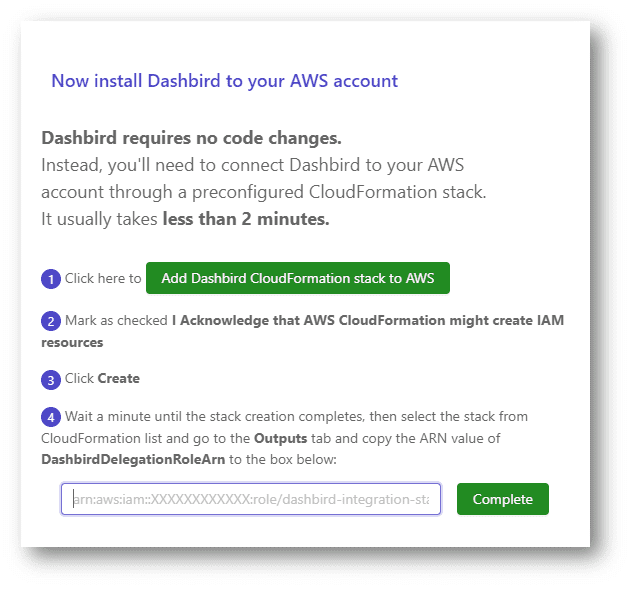 Now install Dashbird to your AWS account
Dashbird requires no code changes.
Instead, you'll need to connect Dashbird to your AWS
account through a preconfigured CloudFormation stack.
It usually takes less than 2 minutes.
1 Click here to Add Dashbird CloudFormation stack to AWS
2 Mark as checked I Acknowledge that AWS CloudFormation might create IAM
resources
3 Click Create
4 Wait a minute until the stack creation completes, then select the stack from
CloudFormation list and go to the Outputs tab and copy the ARN value of
DashbirdDelegationRoleArn to the box below:
arn:aws:iam::XXXXXXXXXXXX:role/dashbird-integration-sta Complete